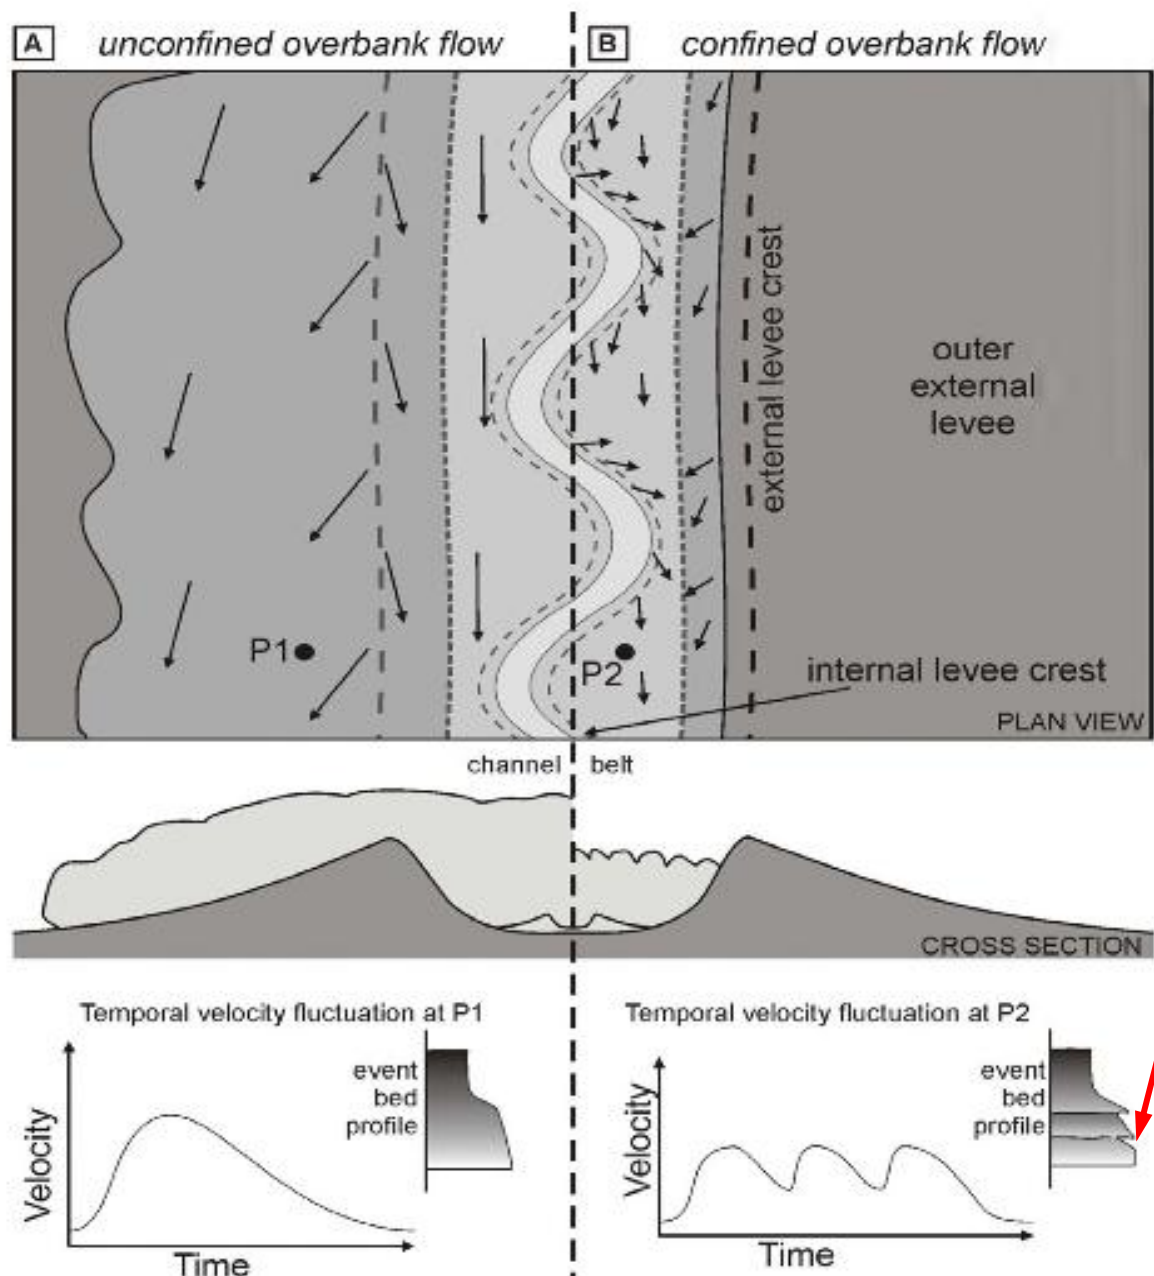 A unconfined overbank flow
B confined overbank flow
external levee crest
outer
external
levee
P1
P2
internal levee crest
PLAN VIEW
channel belt
CROSS SECTION
Temporal velocity fluctuation at P1
event
bed
profile
Velocity
Time
Temporal velocity fluctuation at P2
event
bed
profile
Velocity
Time